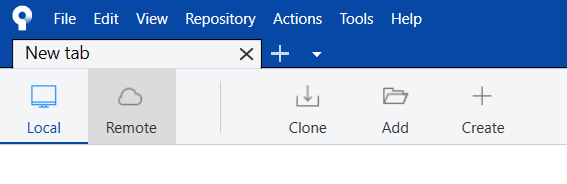 File Edit View Repository Actions Tools Help
New tab
Local Remote Clone Add Create